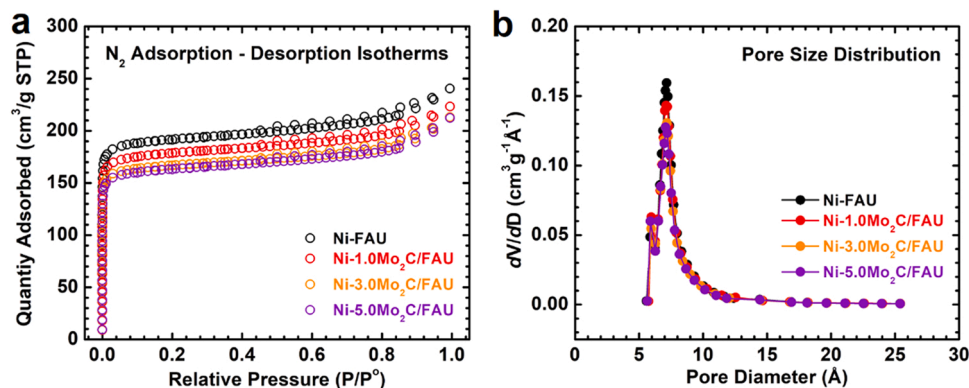 a
N2 Adsorption - Desorption Isotherms
Quantiy Adsorbed (cm3/g STP)
300
250
200
150
100
50
0
Ni-FAU
Ni-1.0Mo2C/FAU
Ni-3.0Mo2C/FAU
Ni-5.0Mo2C/FAU
0.0 0.2 0.4 0.6 0.8 1.0
Relative Pressure (P/Po)
b
Pore Size Distribution
dV/dD (cm3g-1Å-1)
0.20
0.15
0.10
0.05
0.00
Ni-FAU
Ni-1.0Mo2C/FAU
Ni-3.0Mo2C/FAU
Ni-5.0Mo2C/FAU
0 5 10 15 20 25 30
Pore Diameter (Å)